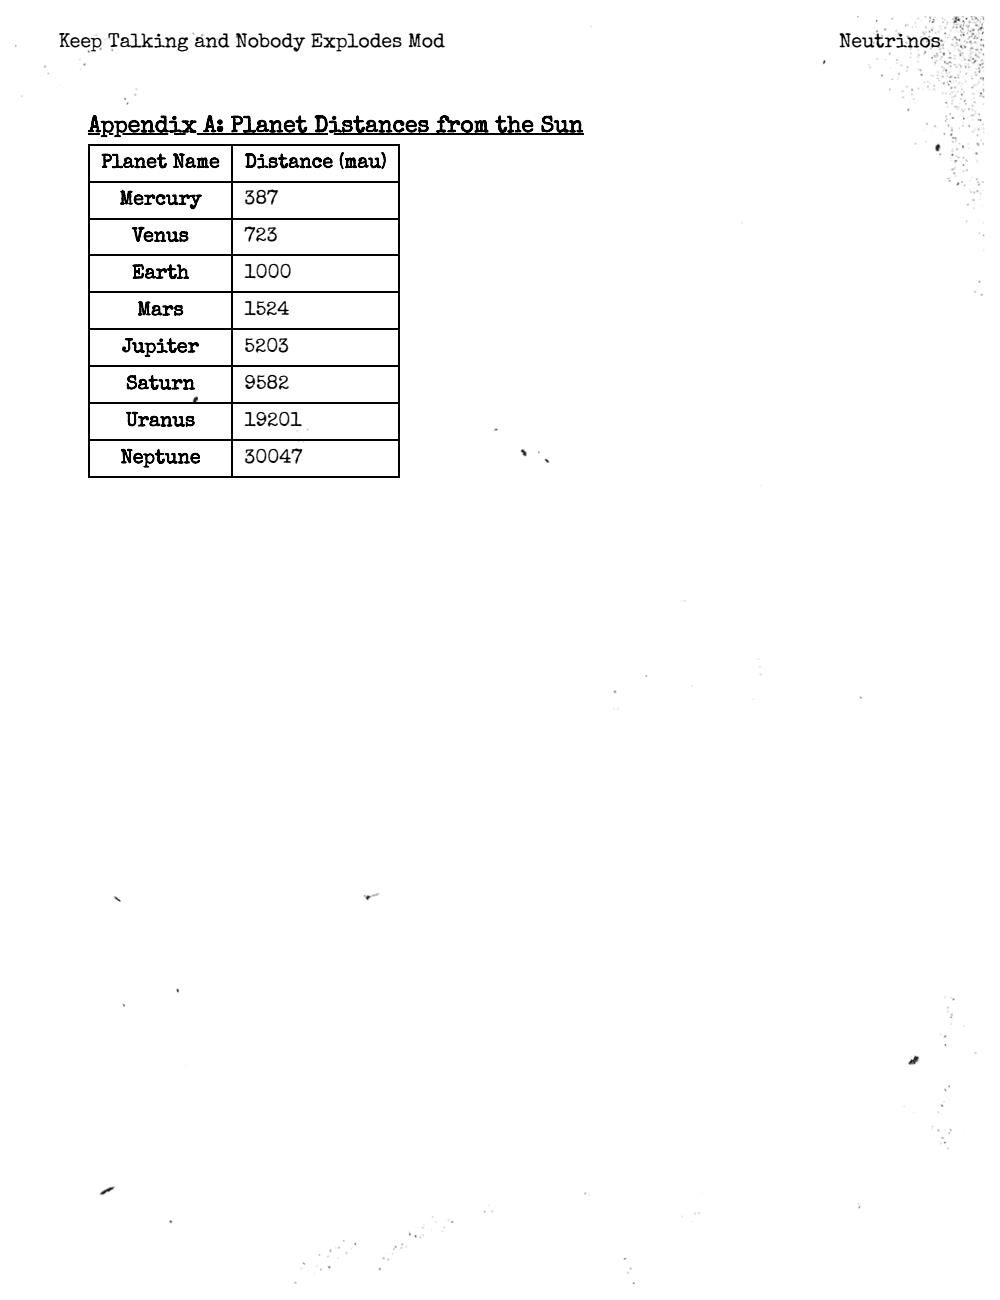 Keep Talking and Nobody Explodes Mod Neutrinos
Appendix A: Planet Distances from the Sun
Planet Name Distance (mau)
Mercury 387
Venus 723
Earth 1000
Mars 1524
Jupiter 5203
Saturn 9582
Uranus 19201
Neptune 30047